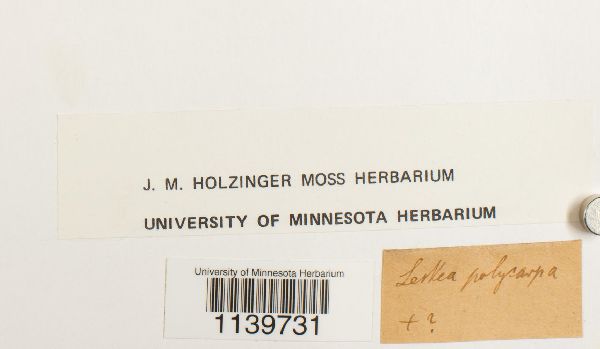 J. M. HOLZINGER MOSS HERBARIUM
UNIVERSITY OF MINNESOTA HERBARIUM
University of Minnesota Herbarium
1139731
Leskea polycarpa
+ ?